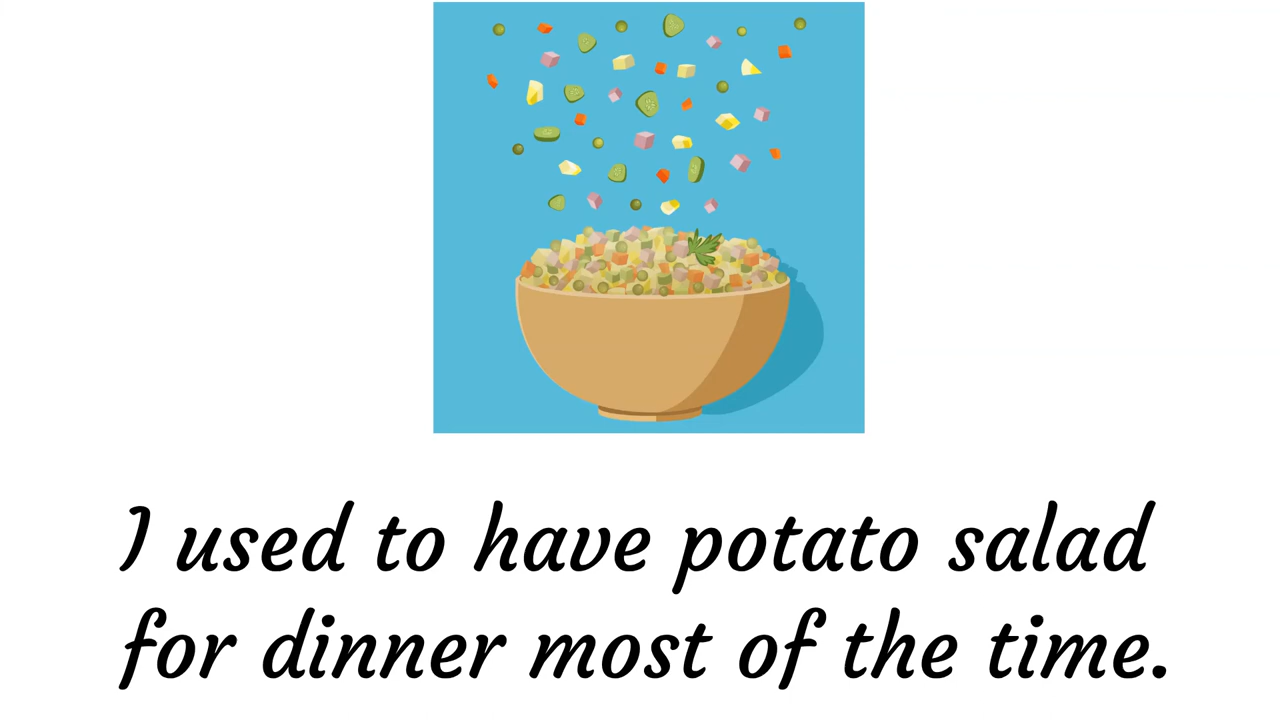 I used to have potato salad
for dinner most of the time.